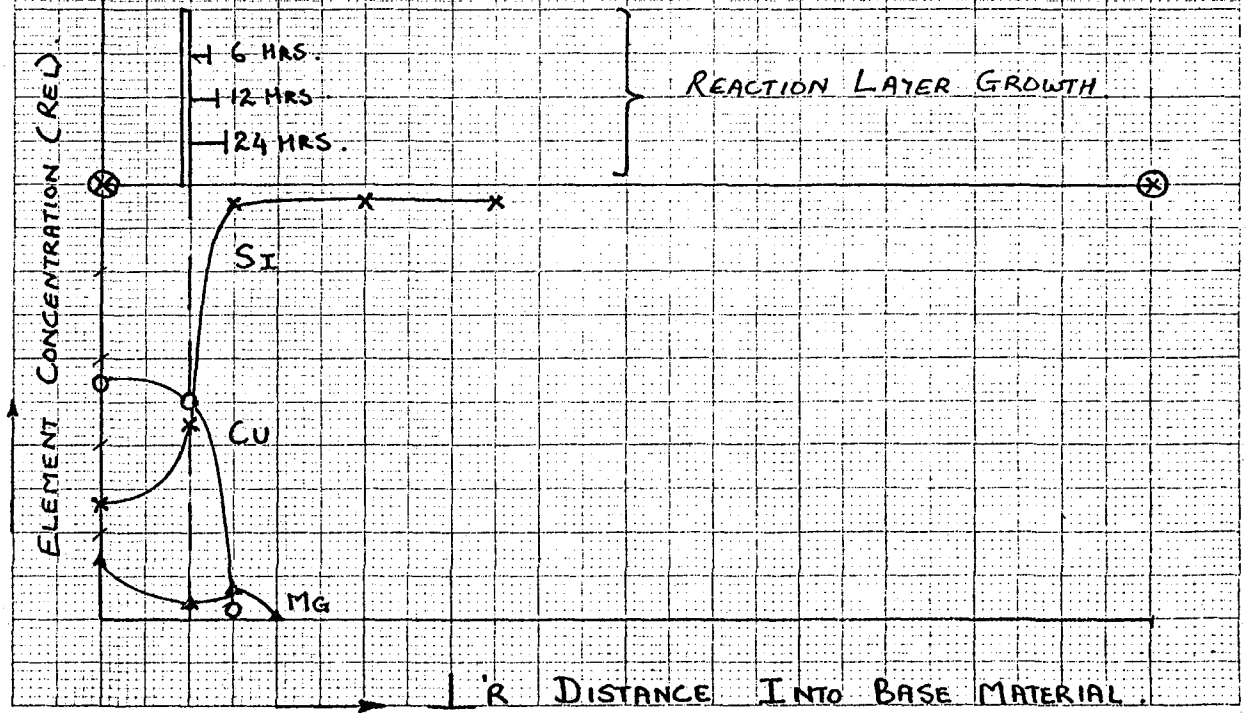 6 HRS.
12 HRS.
24 HRS.
REACTION LAYER GROWTH
ELEMENT CONCENTRATION (REL).
SI
CU
MG
⊥'R DISTANCE INTO BASE MATERIAL.